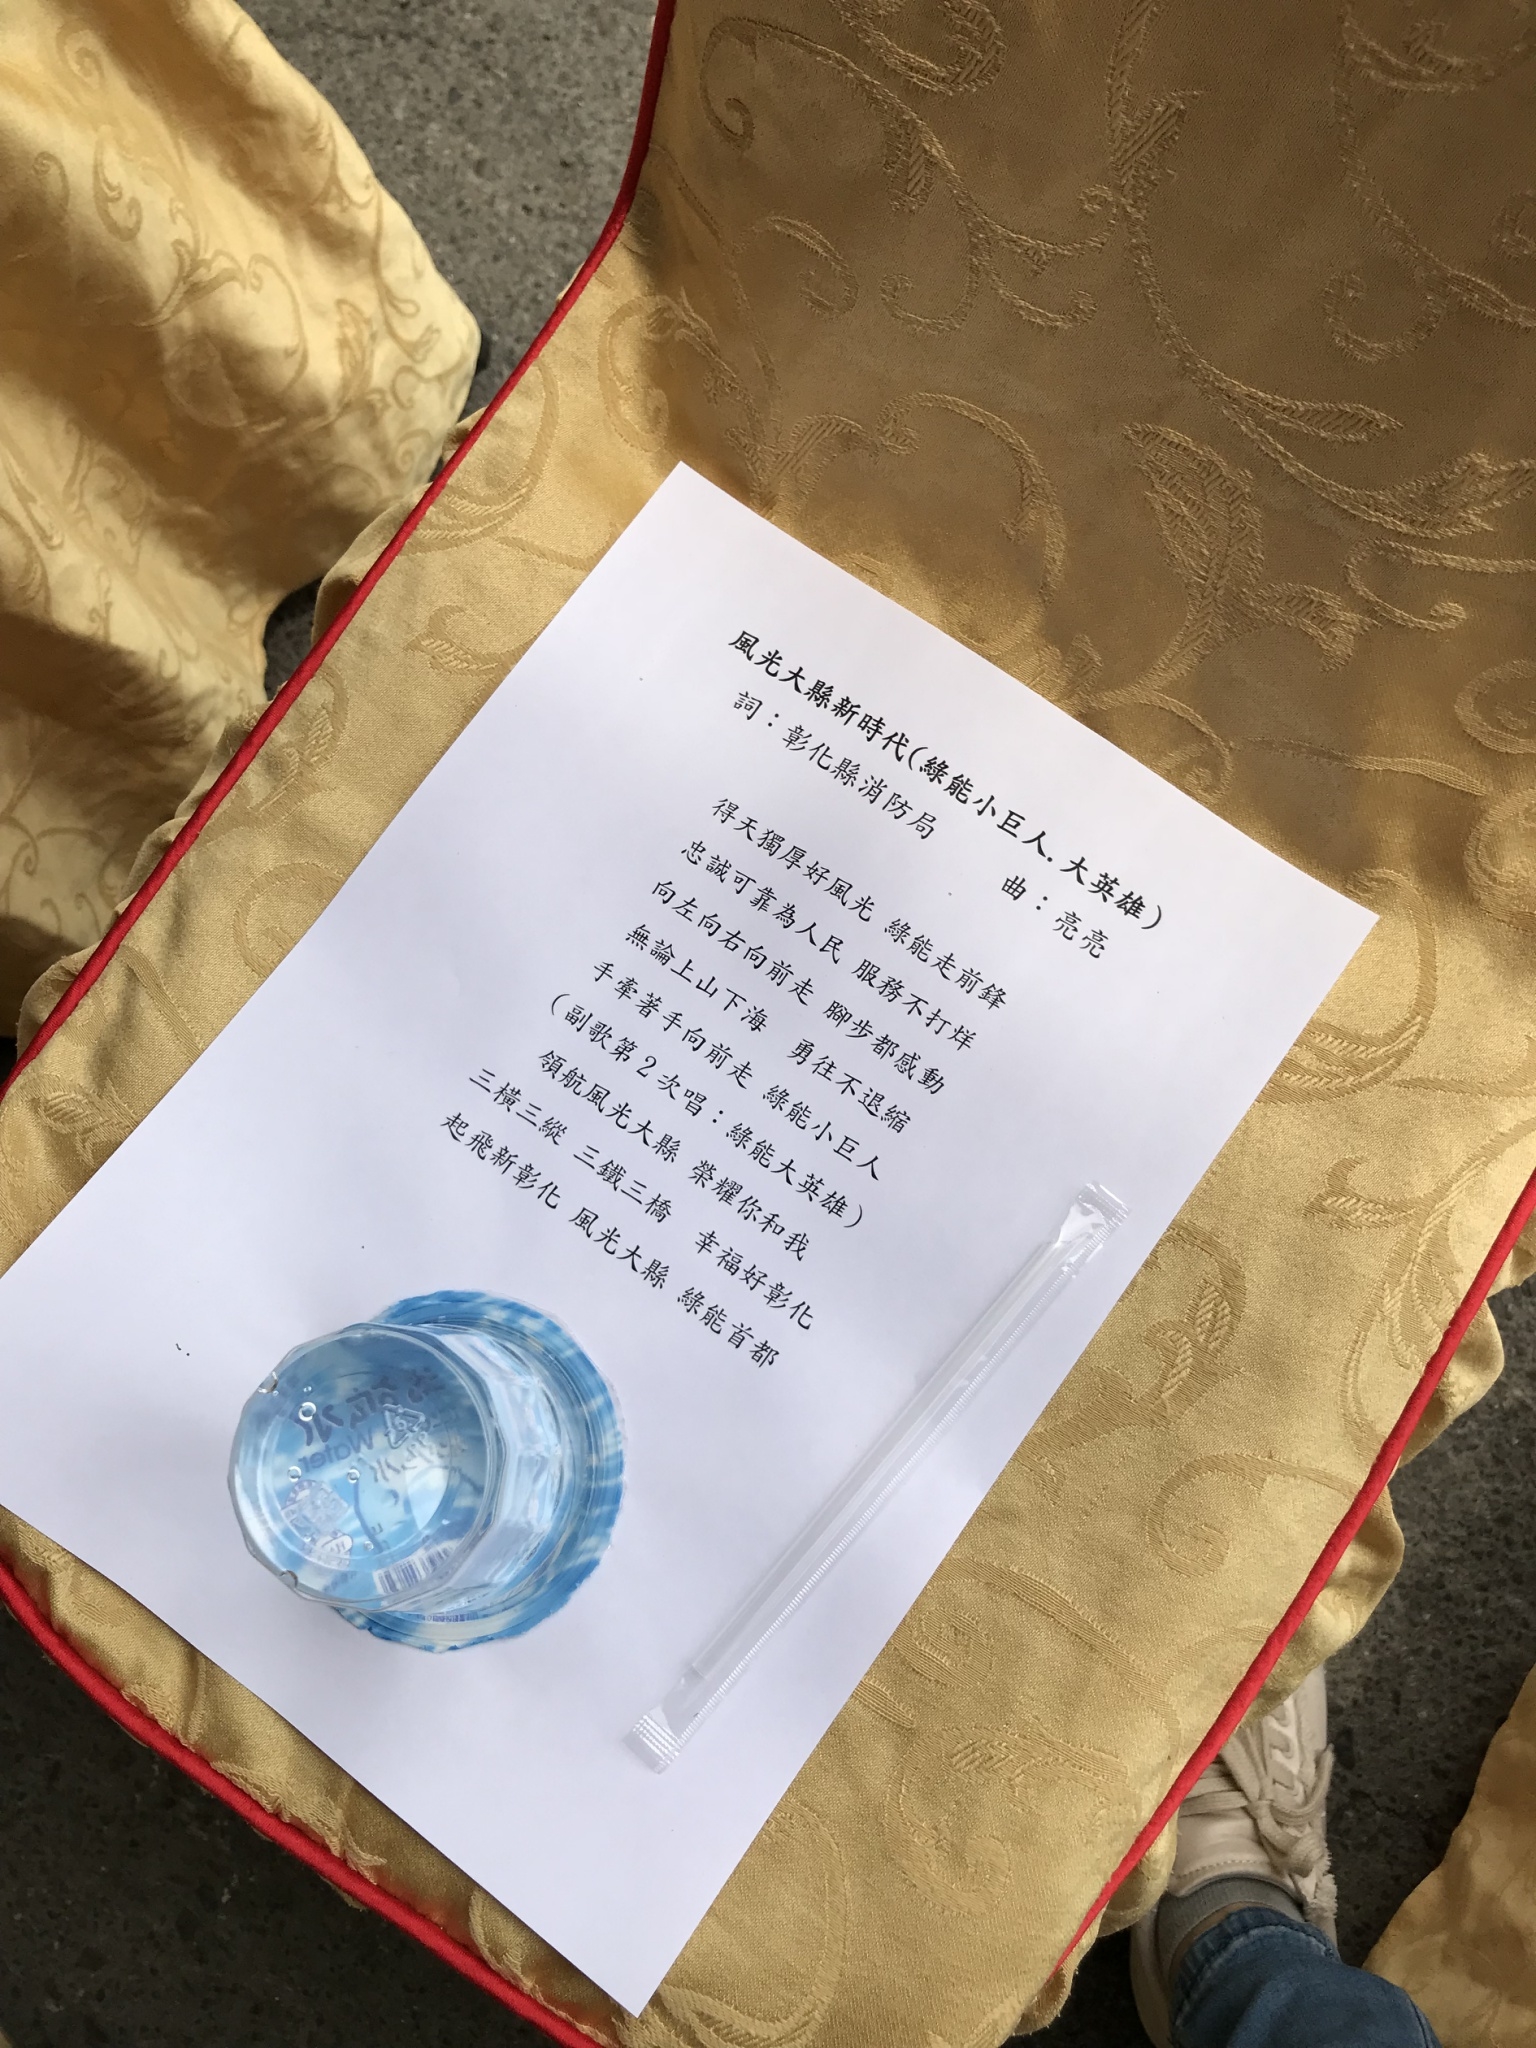 風光大縣新時代(綠能小巨人.大英雄)
詞：彰化縣消防局　　曲：亮亮
得天獨厚好風光 綠能走前鋒
忠誠可靠為人民 服務不打烊
向左向右向前走 腳步都感動
無論上山下海　勇往不退縮
手牽著手向前走 綠能小巨人
(副歌第2次唱：綠能大英雄)
領航風光大縣 榮耀你和我
三橫三縱 三鐵三橋　幸福好彰化
起飛新彰化 風光大縣 綠能首都
Water